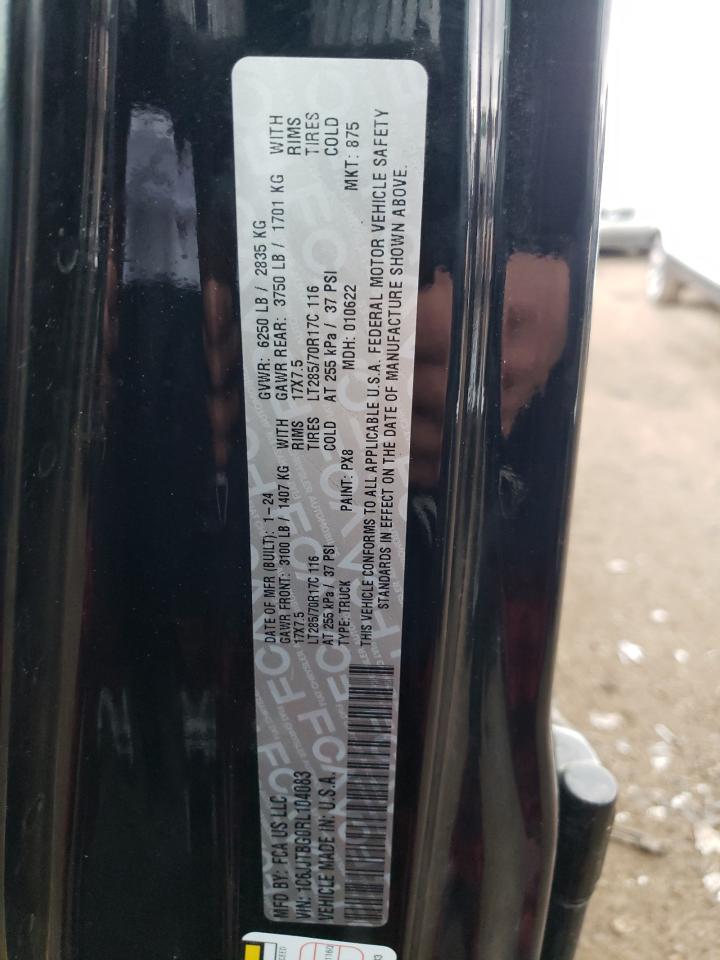 MFD BY: FCA US LLC
DATE OF MFR (BUILT): 1-24
GVWR: 6250 LB / 2835 KG
VIN: 1C6JJTBG0RL104083
GAWR FRONT: 3100 LB / 1407 KG WITH
GAWR REAR: 3750 LB / 1701 KG WITH
VEHICLE MADE IN: U.S.A.
17X7.5 RIMS
17X7.5 RIMS
LT285/70R17C 116 TIRES
LT285/70R17C 116 TIRES
AT 255 kPa / 37 PSI COLD
AT 255 kPa / 37 PSI COLD
TYPE: TRUCK PAINT: PX8 MDH: 010622 MKT: 875
THIS VEHICLE CONFORMS TO ALL APPLICABLE U.S.A. FEDERAL MOTOR VEHICLE SAFETY
STANDARDS IN EFFECT ON THE DATE OF MANUFACTURE SHOWN ABOVE.